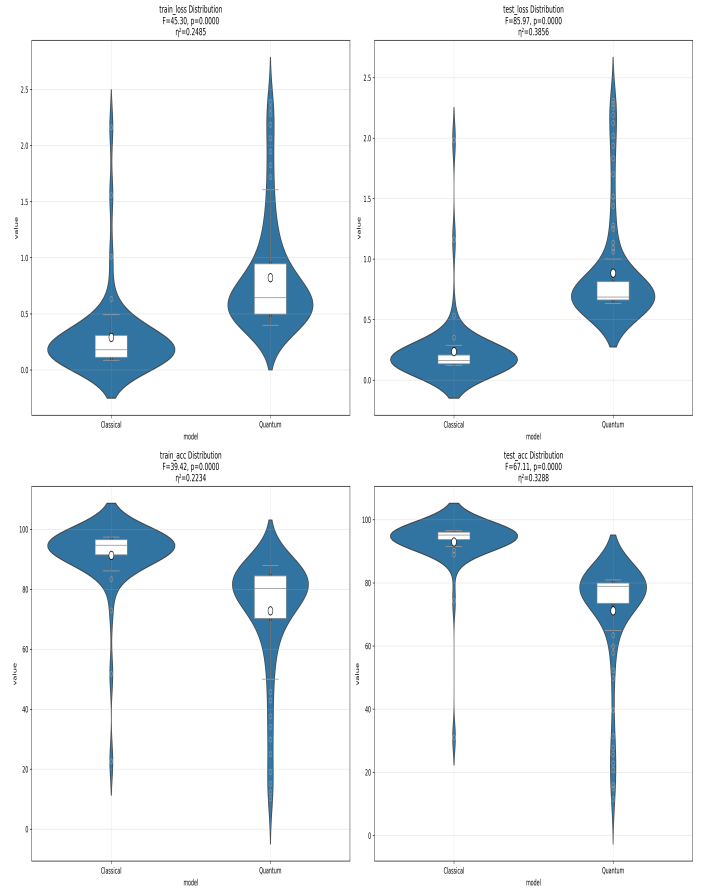 train_loss Distribution
F=45.30, p=0.0000
η²=0.2485
value
2.5
2.0
1.5
1.0
0.5
0.0
Classical
Quantum
model
test_loss Distribution
F=85.97, p=0.0000
η²=0.3856
value
2.5
2.0
1.5
1.0
0.5
0.0
Classical
Quantum
model
train_acc Distribution
F=39.42, p=0.0000
η²=0.2234
value
100
80
60
40
20
0
Classical
Quantum
model
test_acc Distribution
F=67.11, p=0.0000
η²=0.3288
value
100
80
60
40
20
0
Classical
Quantum
model